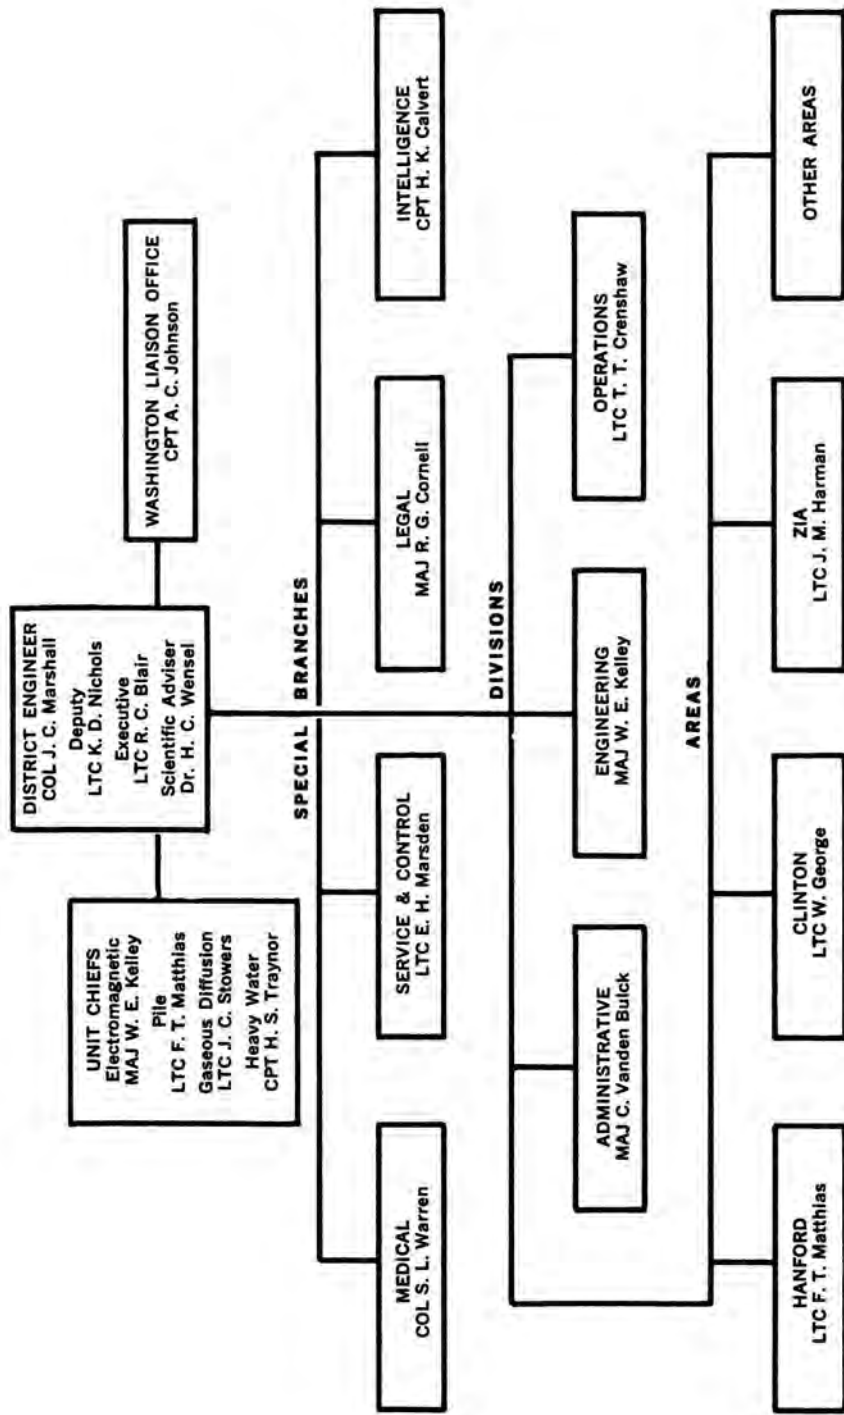 DISTRICT ENGINEER
COL J. C. Marshall
Deputy
LTC K. D. Nichols
Executive
LTC R. C. Blair
Scientific Adviser
Dr. H. C. Wensel
UNIT CHIEFS
Electromagnetic
MAJ W. E. Kelley
Pile
LTC F. T. Matthias
Gaseous Diffusion
LTC J. C. Stowers
Heavy Water
CPT H. S. Traynor
WASHINGTON LIAISON OFFICE
CPT A. C. Johnson
SPECIAL BRANCHES
MEDICAL
COL S. L. Warren
SERVICE & CONTROL
LTC E. H. Marsden
LEGAL
MAJ R. G. Cornell
INTELLIGENCE
CPT H. K. Calvert
DIVISIONS
ADMINISTRATIVE
MAJ C. Vanden Bulck
ENGINEERING
MAJ W. E. Kelley
OPERATIONS
LTC T. T. Crenshaw
AREAS
HANFORD
LTC F. T. Matthias
CLINTON
LTC W. George
ZIA
LTC J. M. Harman
OTHER AREAS